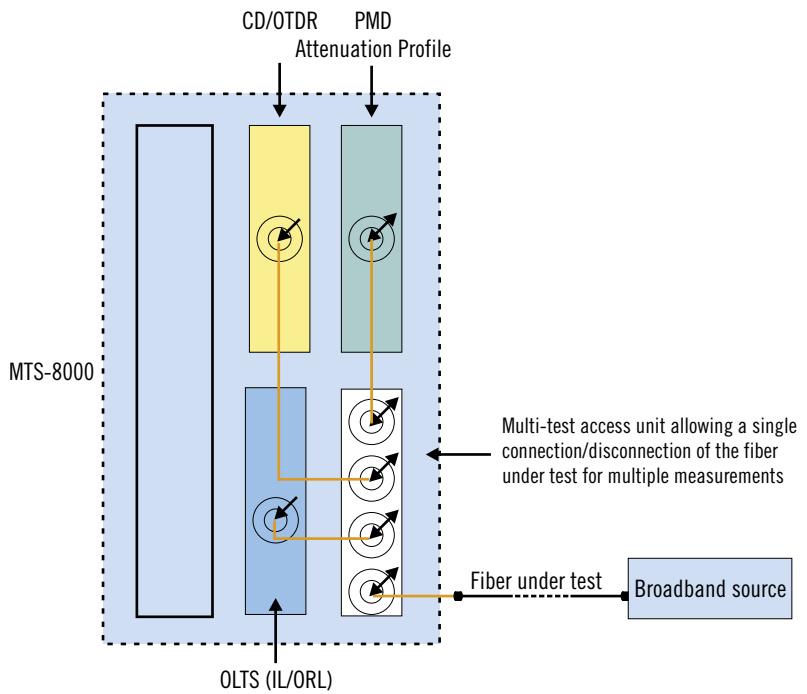 CD/OTDR
PMD
Attenuation Profile
MTS-8000
Multi-test access unit allowing a single
connection/disconnection of the fiber
under test for multiple measurements
Fiber under test
Broadband source
OLTS (IL/ORL)